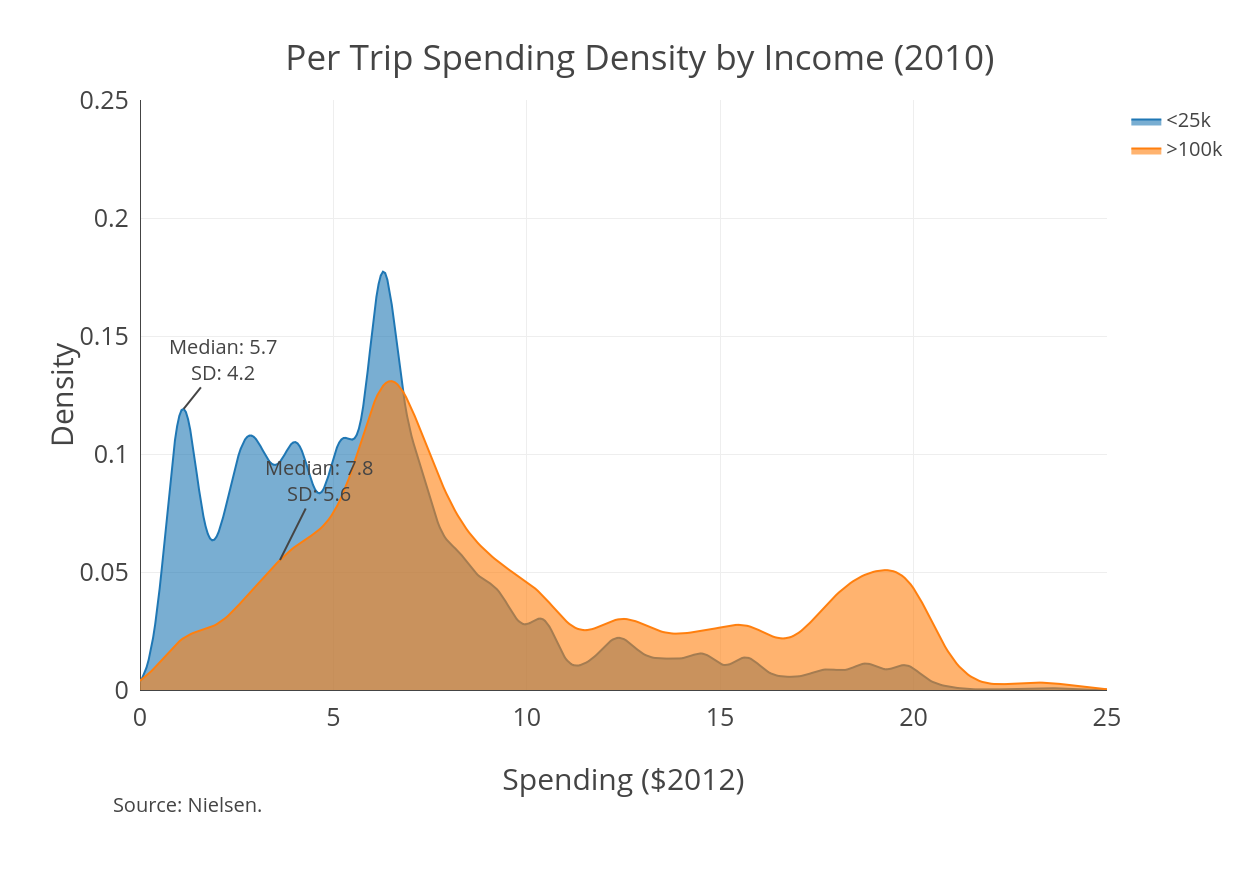 Per Trip Spending Density by Income (2010)
0.25
0.2
0.15
0.1
0.05
0
Density
<25k
>100k
Median: 5.7
SD: 4.2
Median: 7.8
SD: 5.6
0 5 10 15 20 25
Spending ($2012)
Source: Nielsen.